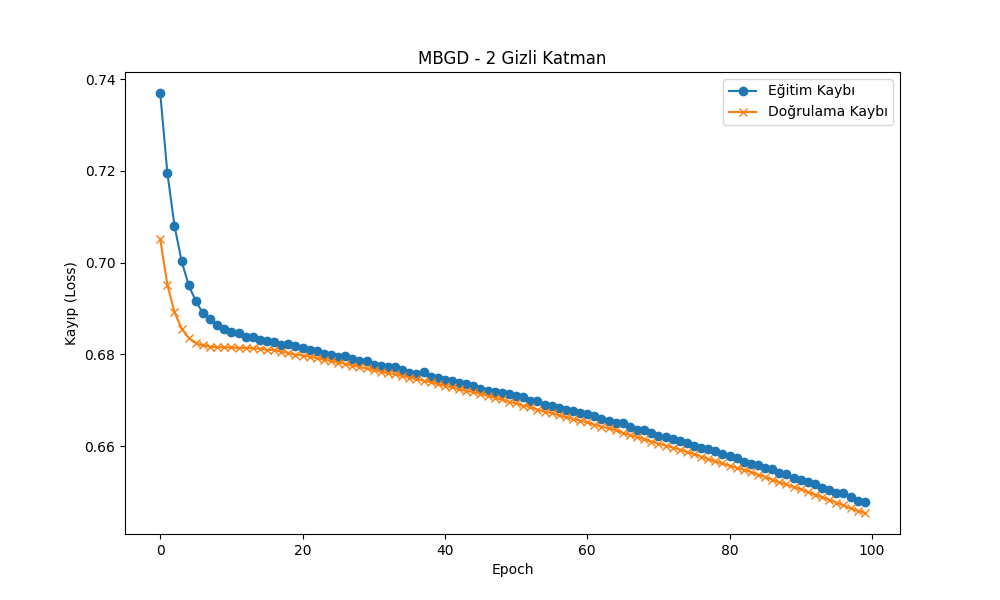 MBGD - 2 Gizli Katman
Eğitim Kaybı
Doğrulama Kaybı
0.74
0.72
0.70
0.68
0.66
Kayıp (Loss)
0
20
40
60
80
100
Epoch